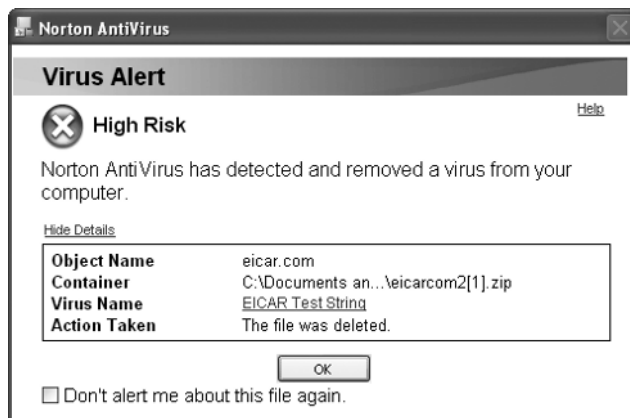 Norton AntiVirus
Virus Alert
Help
High Risk
Norton AntiVirus has detected and removed a virus from your
computer.
Hide Details
Object Name eicar.com
Container C:\Documents an...\eicarcom2[1].zip
Virus Name EICAR Test String
Action Taken The file was deleted.
OK
Don't alert me about this file again.